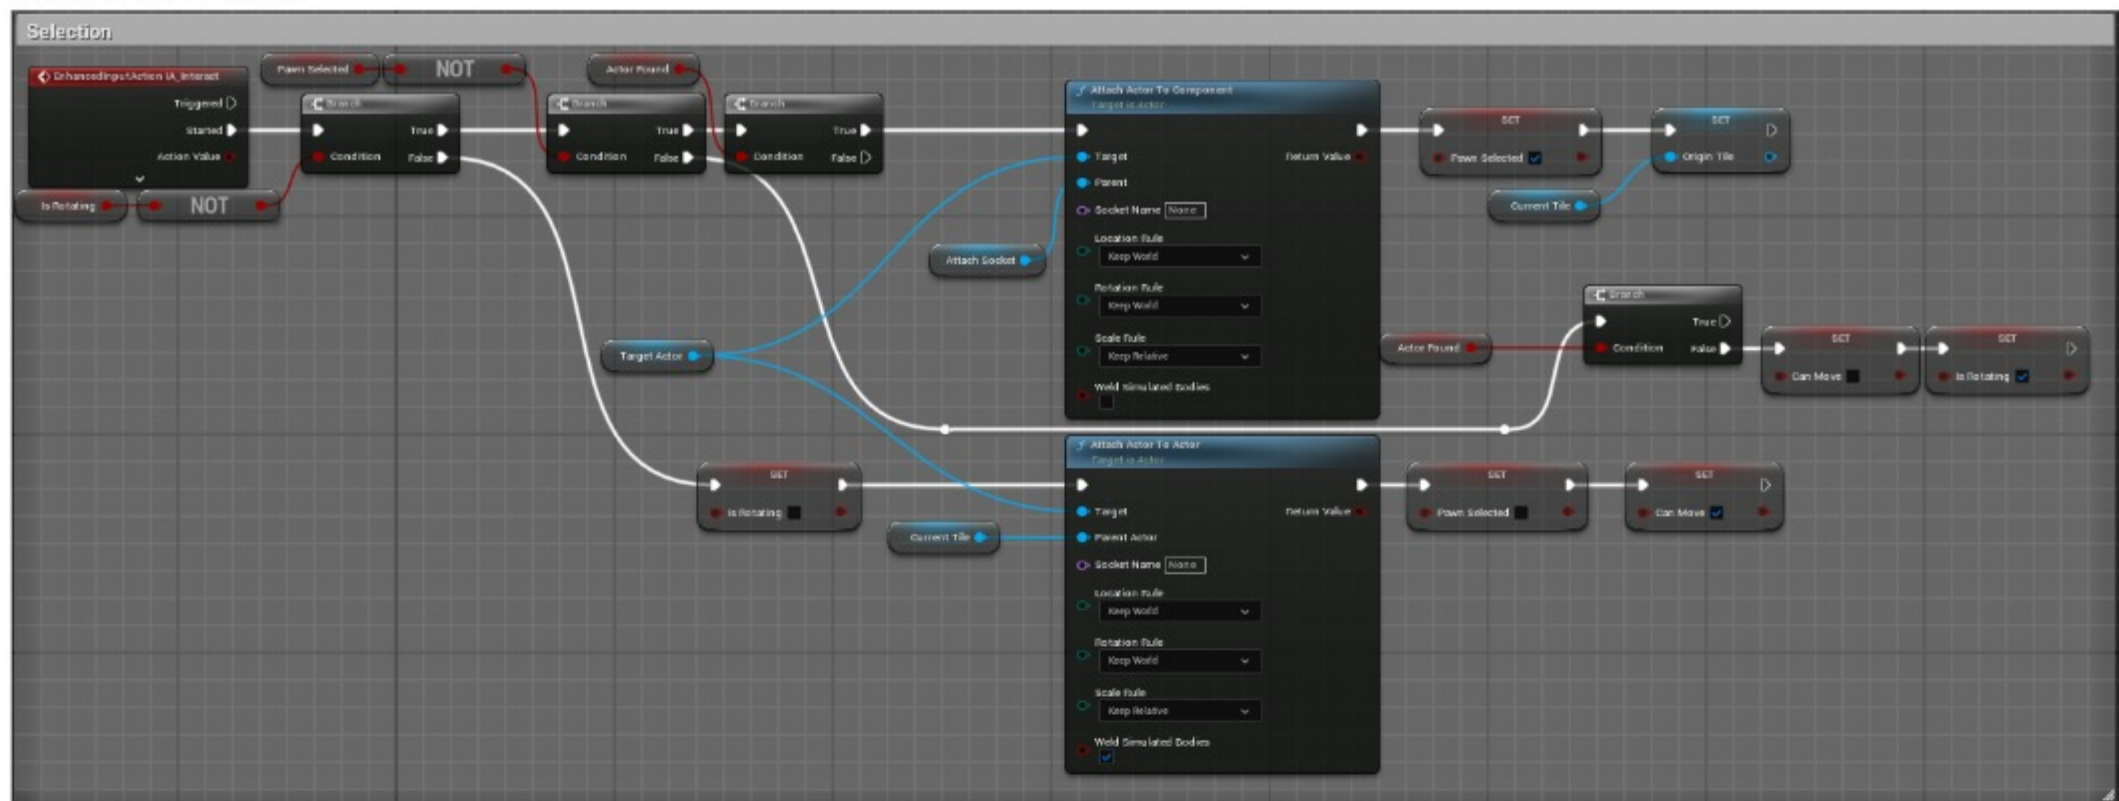 Selection
EnhancedInputAction IA_Interact
Triggered
Started
Action Value
Is Rotating
NOT
Pawn Selected
NOT
Branch
True
Condition
False
Actor Found
Branch
True
Condition
False
Branch
True
Condition
False
Target Actor
Attach Socket
Attach Actor To Component
Target is Actor
Target
Return Value
Parent
Socket Name None
Location Rule
Keep World
Rotation Rule
Keep World
Scale Rule
Keep Relative
Weld Simulated Bodies
SET
Pawn Selected
SET
Origin Tile
Current Tile
Actor Found
Branch
True
Condition
False
SET
Can Move
SET
Is Rotating
SET
Is Rotating
Current Tile
Attach Actor To Actor
Target is Actor
Target
Return Value
Parent Actor
Socket Name None
Location Rule
Keep World
Rotation Rule
Keep World
Scale Rule
Keep Relative
Weld Simulated Bodies
SET
Pawn Selected
SET
Can Move